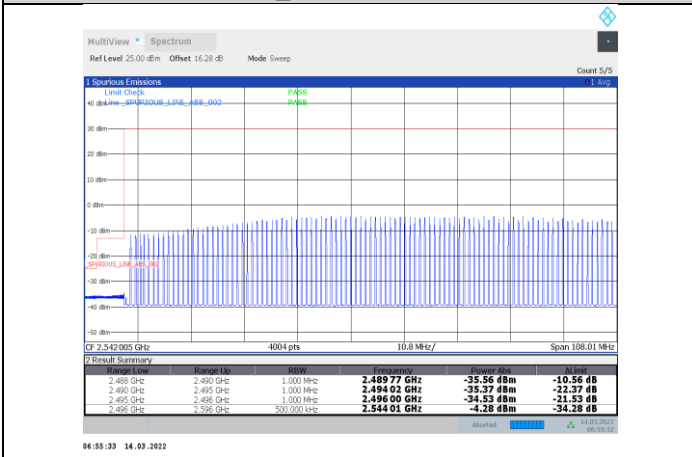 MultiView Spectrum
Ref Level 25.00 dBm Offset 16.28 dB Mode Sweep
Count 5/5
1 Spurious Emissions 1 Avg
Limit Check PASS
40 dBm Line _SPURIOUS_LINE_ABS_002 PASS
30 dBm
20 dBm
10 dBm
0 dBm
-10 dBm
-20 dBm
_SPURIOUS_LINE_ABS_002
-30 dBm
-40 dBm
-50 dBm
CF 2.542 005 GHz 4004 pts 10.8 MHz/ Span 108.01 MHz
2 Result Summary
Range Low Range Up RBW Frequency Power Abs ΔLimit
2.488 GHz 2.490 GHz 1.000 MHz 2.489 77 GHz -35.56 dBm -10.56 dB
2.490 GHz 2.495 GHz 1.000 MHz 2.494 02 GHz -35.37 dBm -22.37 dB
2.495 GHz 2.496 GHz 1.000 MHz 2.496 00 GHz -34.53 dBm -21.53 dB
2.496 GHz 2.596 GHz 500.000 kHz 2.544 01 GHz -4.28 dBm -34.28 dB
Aborted 14.03.2022
06:55:32
06:55:33 14.03.2022